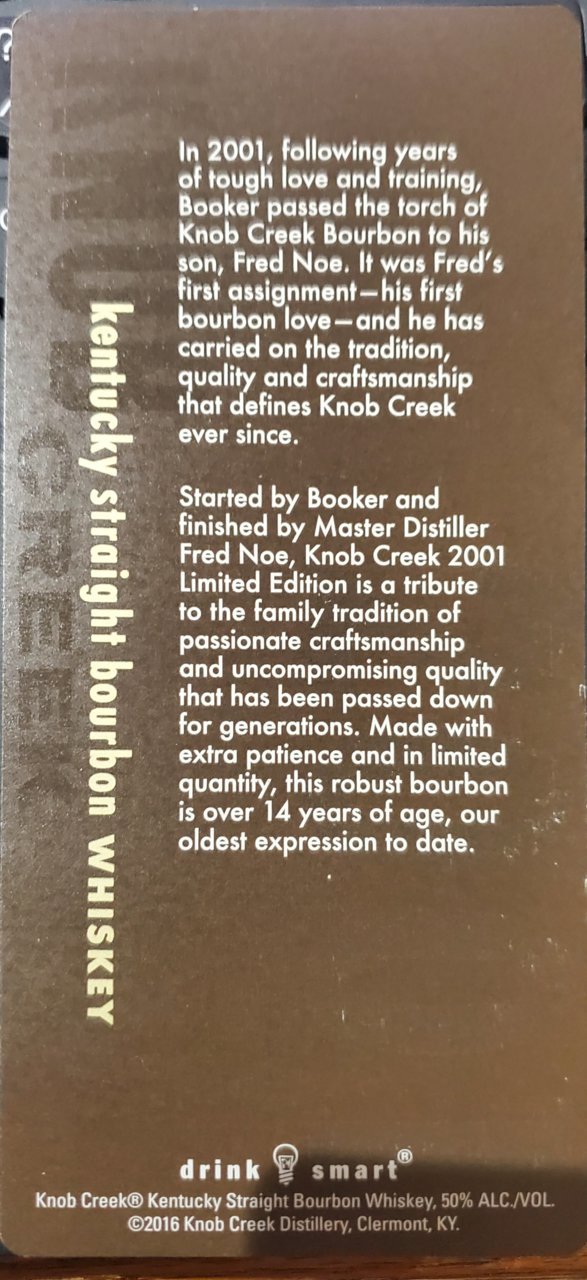 In 2001, following years
of tough love and training,
Booker passed the torch of
Knob Creek Bourbon to his
son, Fred Noe. It was Fred's
first assignment—his first
bourbon love—and he has
carried on the tradition,
quality and craftsmanship
that defines Knob Creek
ever since.
Started by Booker and
finished by Master Distiller
Fred Noe, Knob Creek 2001
Limited Edition is a tribute
to the family tradition of
passionate craftsmanship
and uncompromising quality
that has been passed down
for generations. Made with
extra patience and in limited
quantity, this robust bourbon
is over 14 years of age, our
oldest expression to date.
kentucky straight bourbon WHISKEY
KNOB
CREEK
drink smart®
Knob Creek® Kentucky Straight Bourbon Whiskey, 50% ALC./VOL.
©2016 Knob Creek Distillery, Clermont, KY.